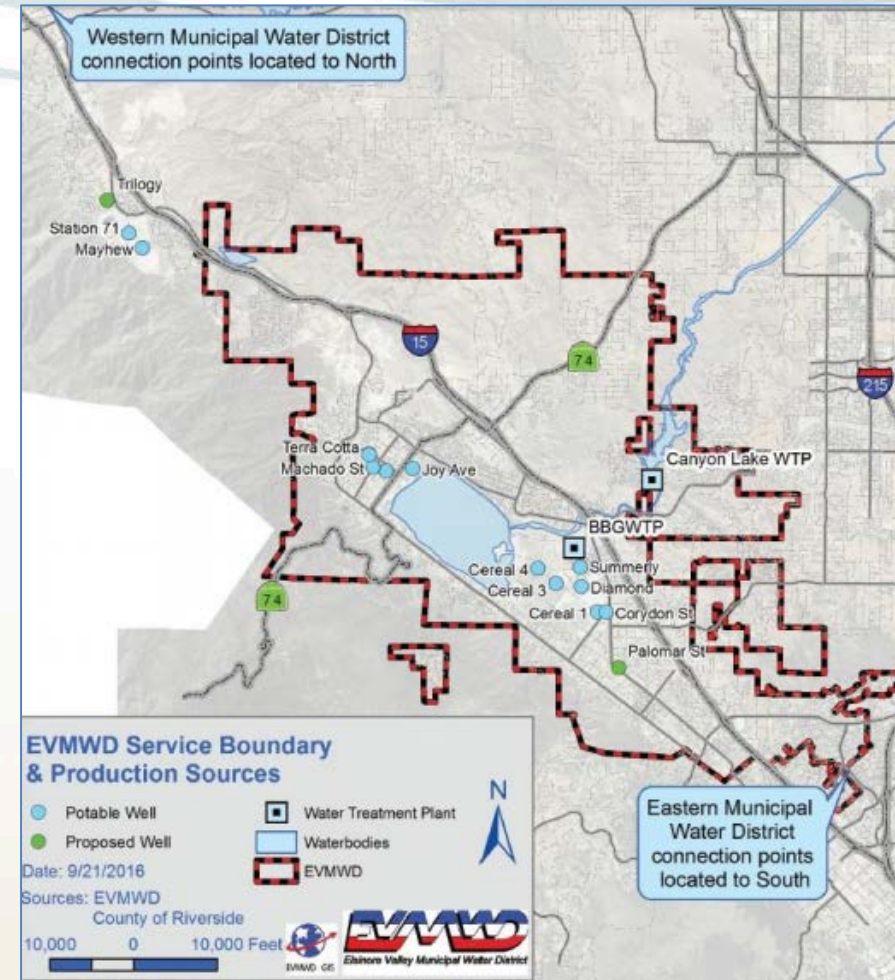 Western Municipal Water District
connection points located to North
Trilogy
Station 71
Mayhew
15
74
215
Terra Cotta
Machado St
Joy Ave
Canyon Lake WTP
BBGWTP
Cereal 4
Summerly
Cereal 3
Diamond
Cereal 1
Corydon St
74
Palomar St
Eastern Municipal
Water District
connection points
located to South
EVMWD Service Boundary
& Production Sources
N
Potable Well
Water Treatment Plant
Proposed Well
Waterbodies
Date: 9/21/2016
EVMWD
Sources: EVMWD
County of Riverside
10,000 0 10,000 Feet
EVMWD GIS
EVMWD
Elsinore Valley Municipal Water District